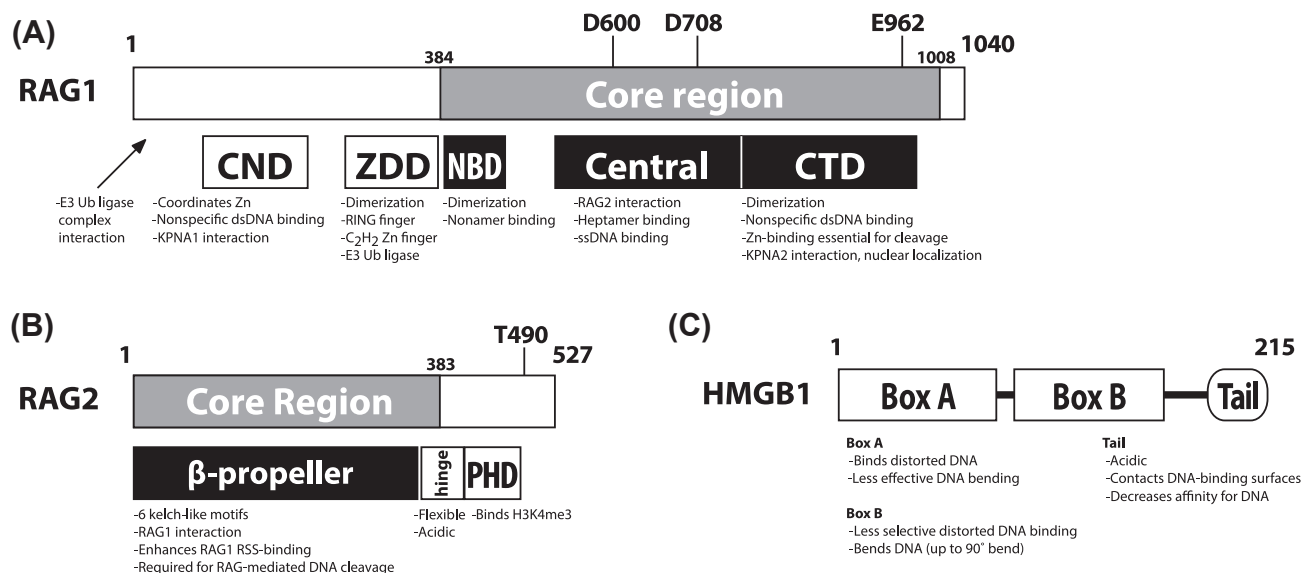 (A)
1
D600
D708
E962
1040
384
1008
RAG1
Core region
CND
ZDD
NBD
Central
CTD
-E3 Ub ligase
complex
interaction
-Coordinates Zn
-Nonspecific dsDNA binding
-KPNA1 interaction
-Dimerization
-RING finger
-C2H2 Zn finger
-E3 Ub ligase
-Dimerization
-Nonamer binding
-RAG2 interaction
-Heptamer binding
-ssDNA binding
-Dimerization
-Nonspecific dsDNA binding
-Zn-binding essential for cleavage
-KPNA2 interaction, nuclear localization
(B)
1
T490
383
527
RAG2
Core Region
β-propeller
hinge
PHD
-6 kelch-like motifs
-RAG1 interaction
-Enhances RAG1 RSS-binding
-Required for RAG-mediated DNA cleavage
-Flexible
-Acidic
-Binds H3K4me3
(C)
1
215
HMGB1
Box A
Box B
Tail
Box A
-Binds distorted DNA
-Less effective DNA bending
Box B
-Less selective distorted DNA binding
-Bends DNA (up to 90˚ bend)
Tail
-Acidic
-Contacts DNA-binding surfaces
-Decreases affinity for DNA